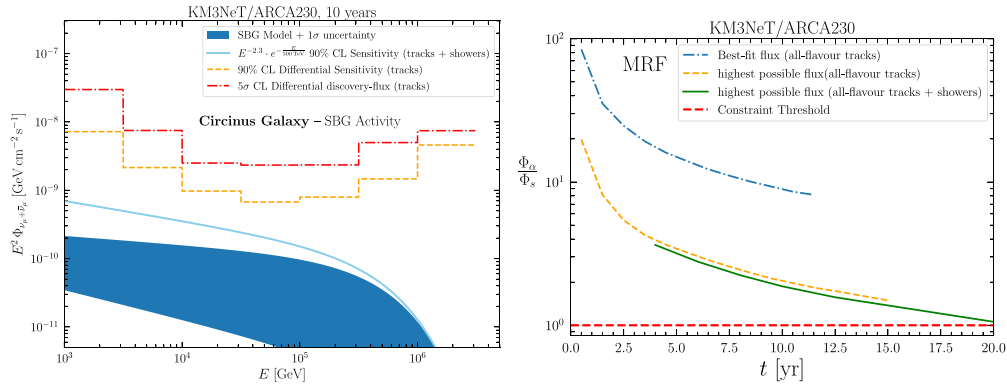 KM3NeT/ARCA230, 10 years
SBG Model + 1σ uncertainty
E^{-2.3} · e^{-\frac{E}{500 TeV}} 90% CL Sensitivity (tracks + showers)
90% CL Differential Sensitivity (tracks)
5σ CL Differential discovery-flux (tracks)
Circinus Galaxy – SBG Activity
E² Φ_{ν_μ+ν̄_μ} [GeV cm⁻² s⁻¹]
10⁻⁷
10⁻⁸
10⁻⁹
10⁻¹⁰
10⁻¹¹
10³ 10⁴ 10⁵ 10⁶
E [GeV]
KM3NeT/ARCA230
MRF
Best-fit flux (all-flavour tracks)
highest possible flux(all-flavour tracks)
highest possible flux (all-flavour tracks + showers)
Constraint Threshold
Φ_α
Φ_s
10²
10¹
10⁰
0.0 2.5 5.0 7.5 10.0 12.5 15.0 17.5 20.0
t [yr]